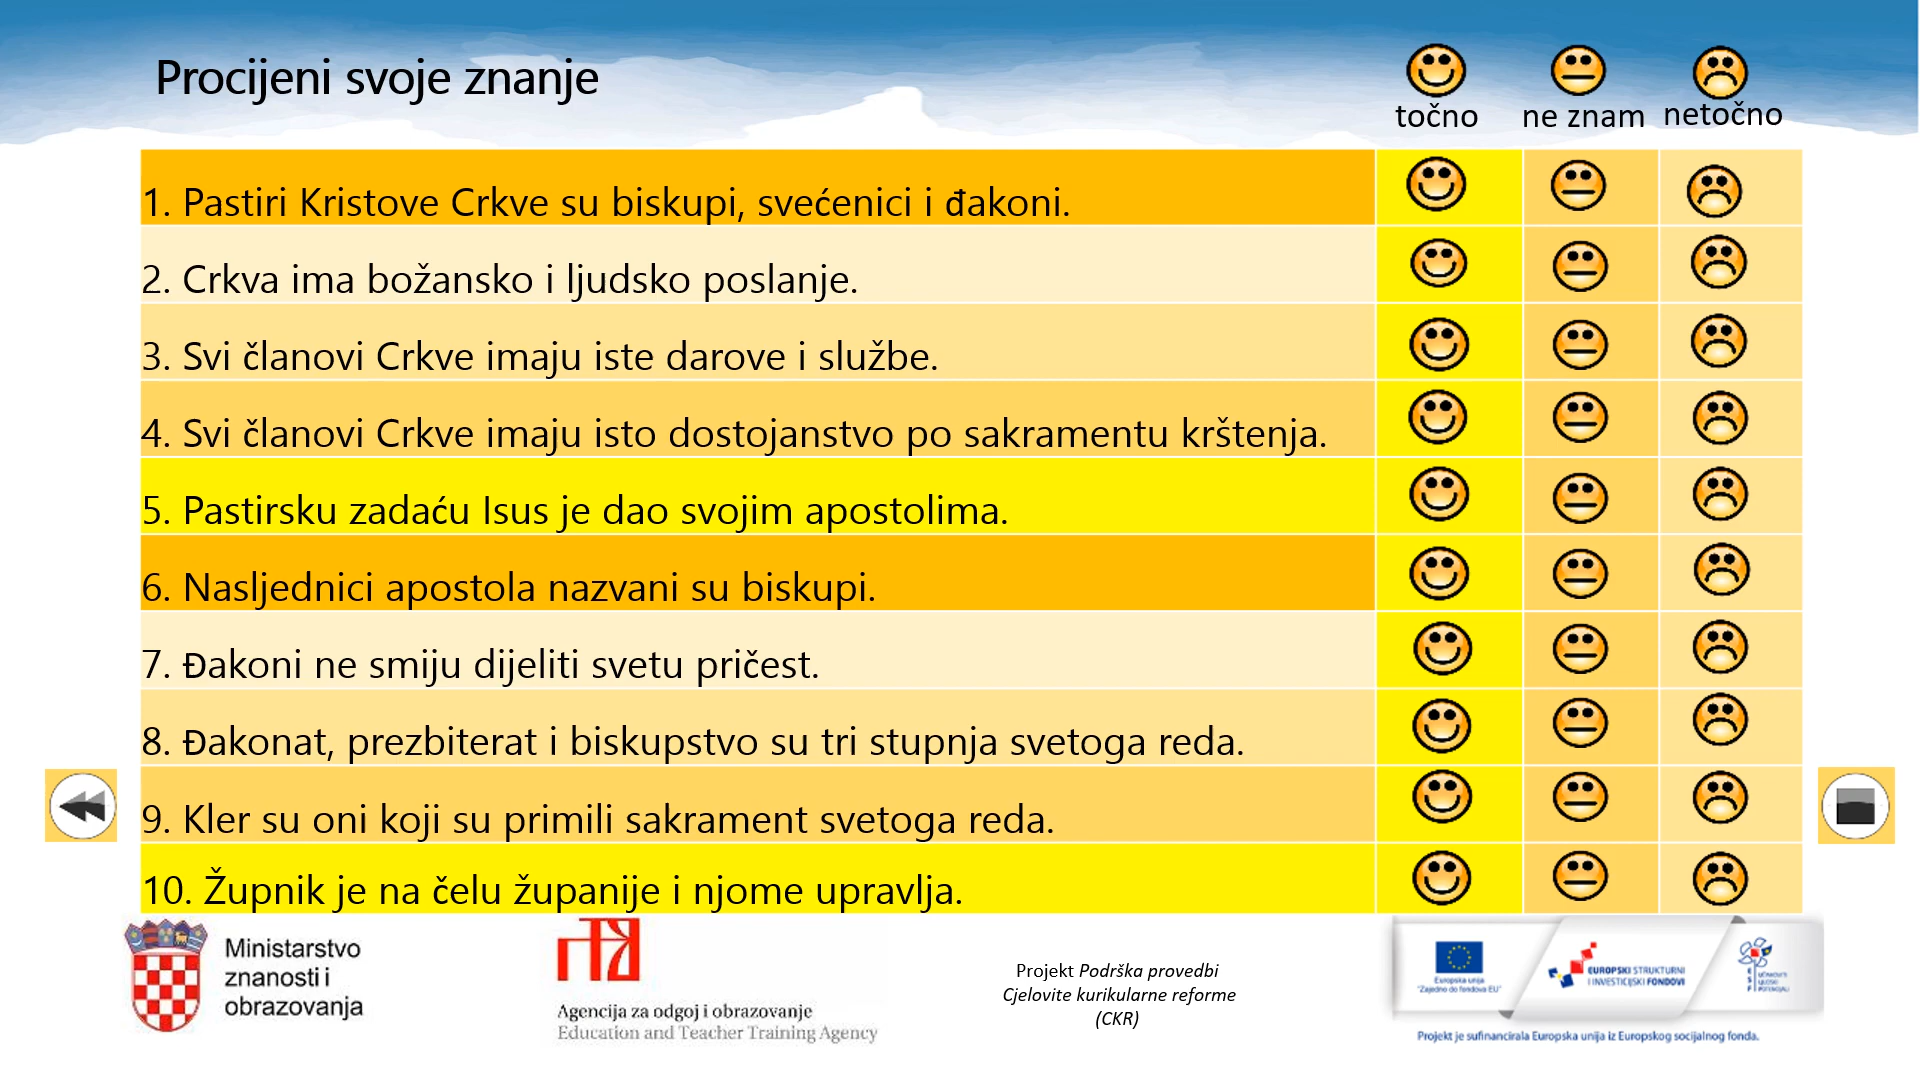 Procijeni svoje znanje
točno ne znam netočno
1. Pastiri Kristove Crkve su biskupi, svećenici i đakoni.
2. Crkva ima božansko i ljudsko poslanje.
3. Svi članovi Crkve imaju iste darove i službe.
4. Svi članovi Crkve imaju isto dostojanstvo po sakramentu krštenja.
5. Pastirsku zadaću Isus je dao svojim apostolima.
6. Nasljednici apostola nazvani su biskupi.
7. Đakoni ne smiju dijeliti svetu pričest.
8. Đakonat, prezbiterat i biskupstvo su tri stupnja svetoga reda.
9. Kler su oni koji su primili sakrament svetoga reda.
10. Župnik je na čelu županije i njome upravlja.
Ministarstvo
znanosti i
obrazovanja
Agencija za odgoj i obrazovanje
Education and Teacher Training Agency
Projekt Podrška provedbi
Cjelovite kurikularne reforme
(CKR)
Europska unija
"Zajedno do fondova EU"
EUROPSKI STRUKTURNI
I INVESTICIJSKI FONDOVI
Projekt je sufinancirala Europska unija iz Europskog socijalnog fonda.